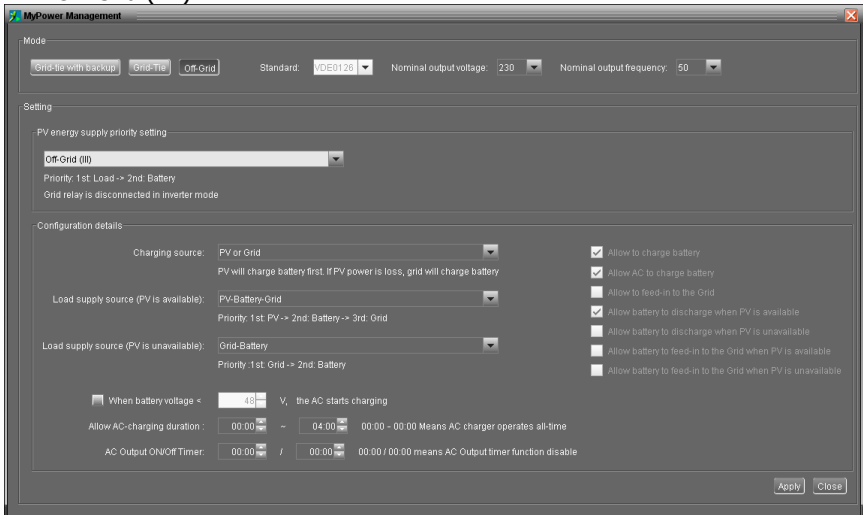 MyPower Management
Mode
Grid-tie with backup Grid-Tie Off-Grid Standard: VDE0126 Nominal output voltage: 230 Nominal output frequency: 50
Setting
PV energy supply priority setting
Off-Grid (III)
Priority: 1st: Load -> 2nd: Battery
Grid relay is disconnected in inverter mode
Configuration details
Charging source: PV or Grid
PV will charge battery first. If PV power is loss, grid will charge battery
Load supply source (PV is available): PV-Battery-Grid
Priority: 1st: PV -> 2nd: Battery -> 3rd: Grid
Load supply source (PV is unavailable): Grid-Battery
Priority :1st: Grid -> 2nd: Battery
When battery voltage < 48 V, the AC starts charging
Allow AC-charging duration : 00:00 ~ 04:00 00:00 - 00:00 Means AC charger operates all-time
AC Output ON/Off Timer: 00:00 / 00:00 00:00 / 00:00 means AC Output timer function disable
Allow to charge battery
Allow AC to charge battery
Allow to feed-in to the Grid
Allow battery to discharge when PV is available
Allow battery to discharge when PV is unavailable
Allow battery to feed-in to the Grid when PV is available
Allow battery to feed-in to the Grid when PV is unavailable
Apply Close